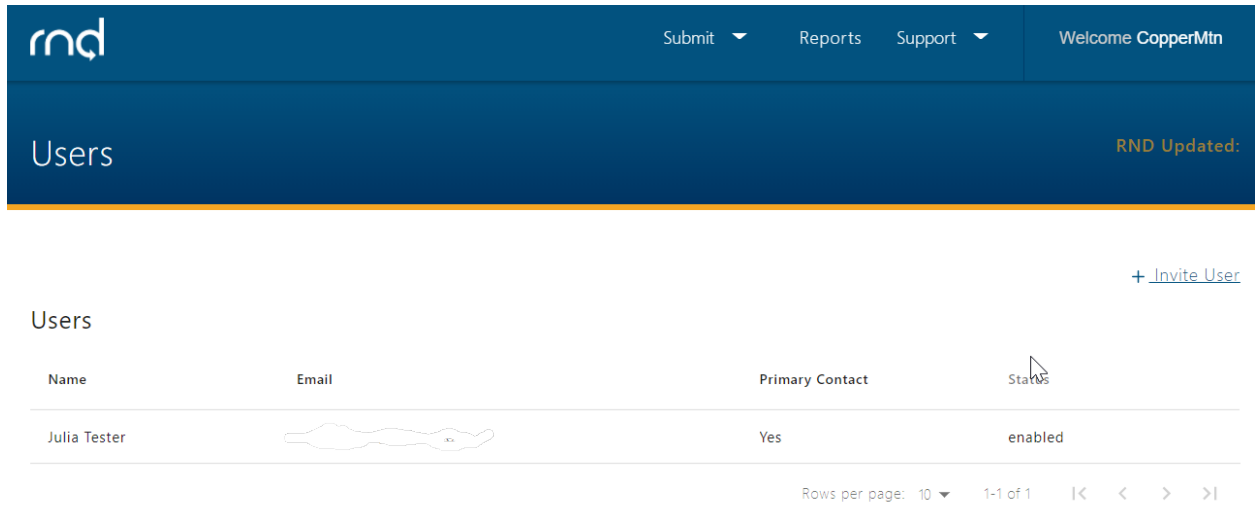 rnd
Submit Reports Support Welcome CopperMtn
Users
RND Updated:
+ Invite User
Users
Name Email Primary Contact Status
Julia Tester Yes enabled
Rows per page: 10 1-1 of 1